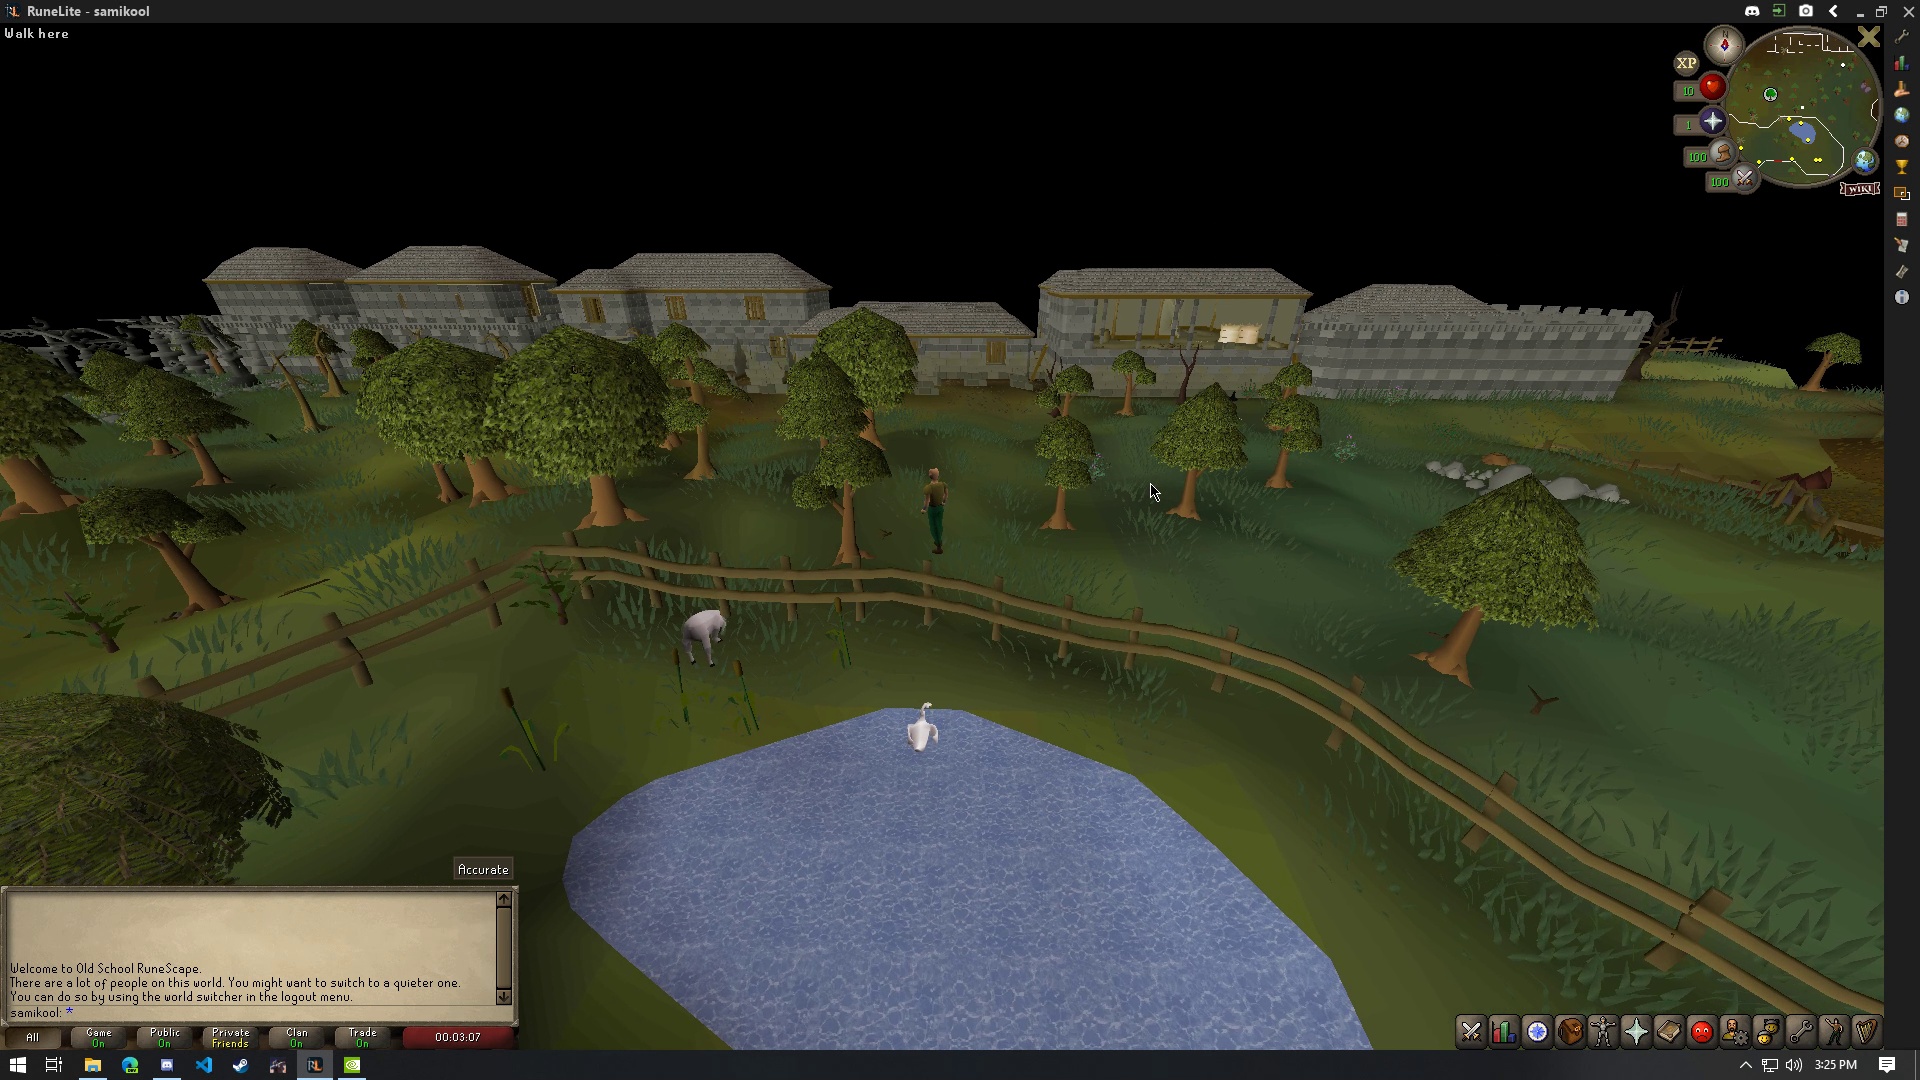 RuneLite - samikool
Walk here
N
XP
10
1
100
100
WIKI
Accurate
Welcome to Old School RuneScape.
There are a lot of people on this world. You might want to switch to a quieter one.
You can do so by using the world switcher in the logout menu.
samikool: *
All
Game
On
Public
On
Private
Friends
Clan
On
Trade
On
00:03:07
3:25 PM